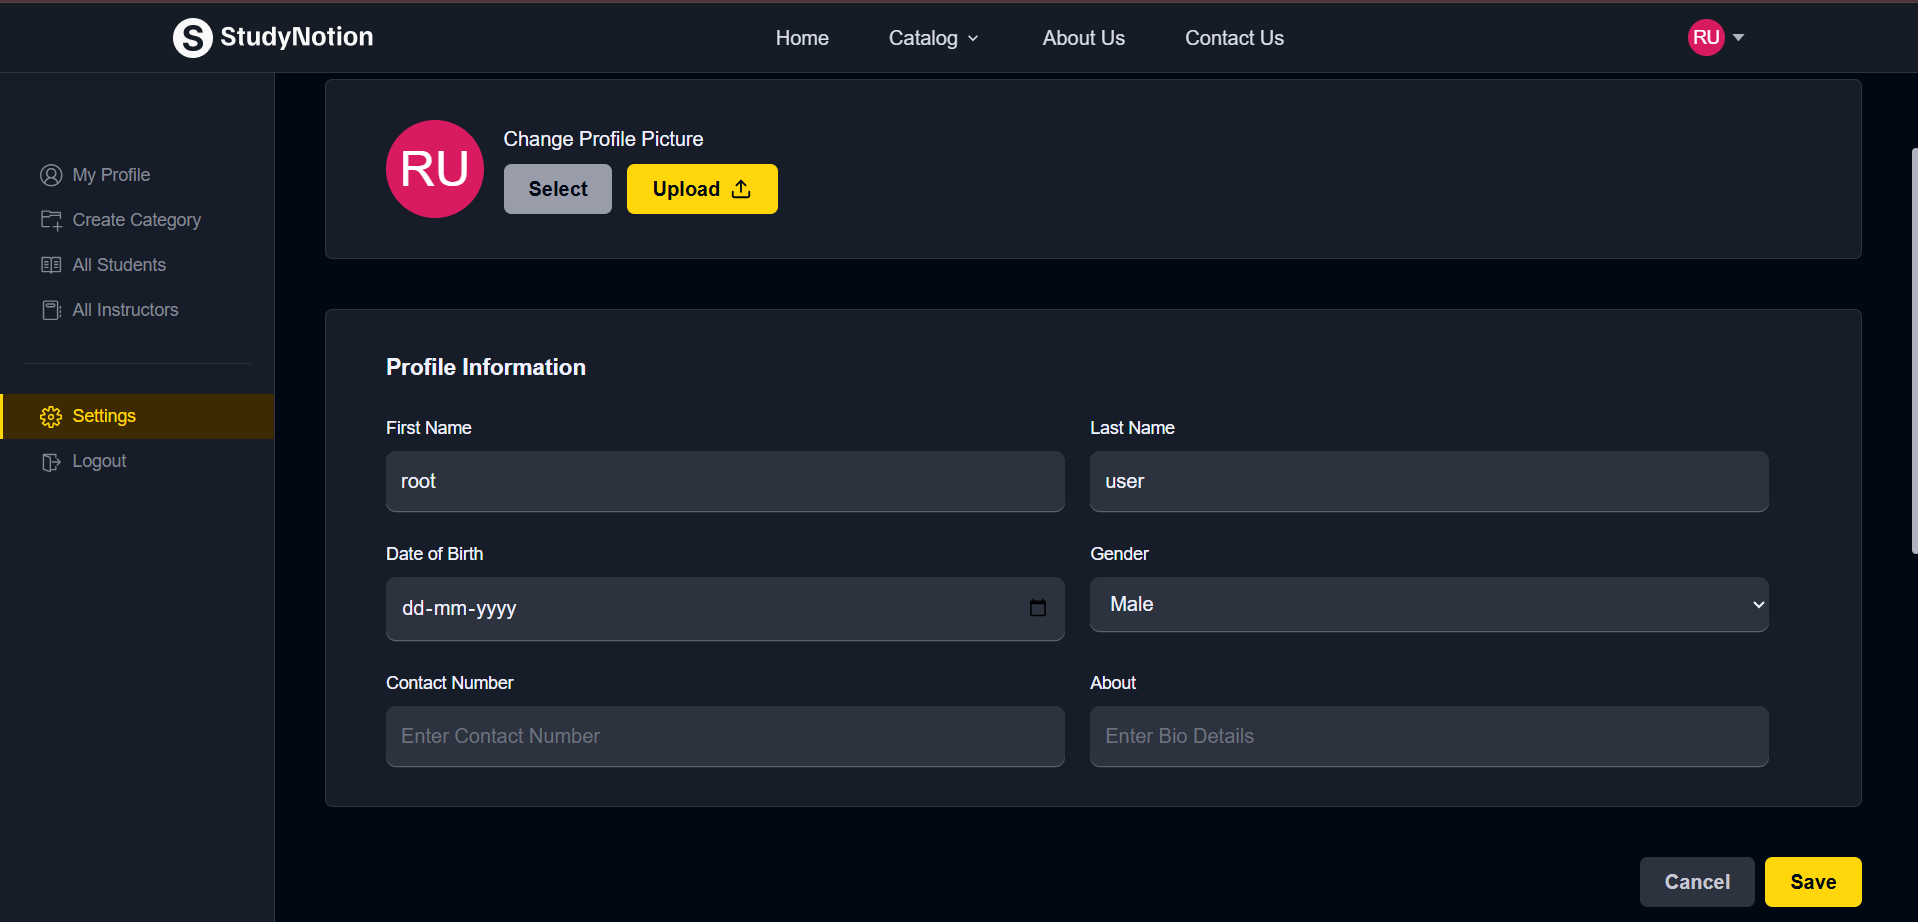 S StudyNotion
Home Catalog About Us Contact Us
RU
My Profile
Create Category
All Students
All Instructors
Settings
Logout
RU
Change Profile Picture
Select Upload
Profile Information
First Name Last Name
root user
Date of Birth Gender
dd-mm-yyyy Male
Contact Number About
Enter Contact Number Enter Bio Details
Cancel Save